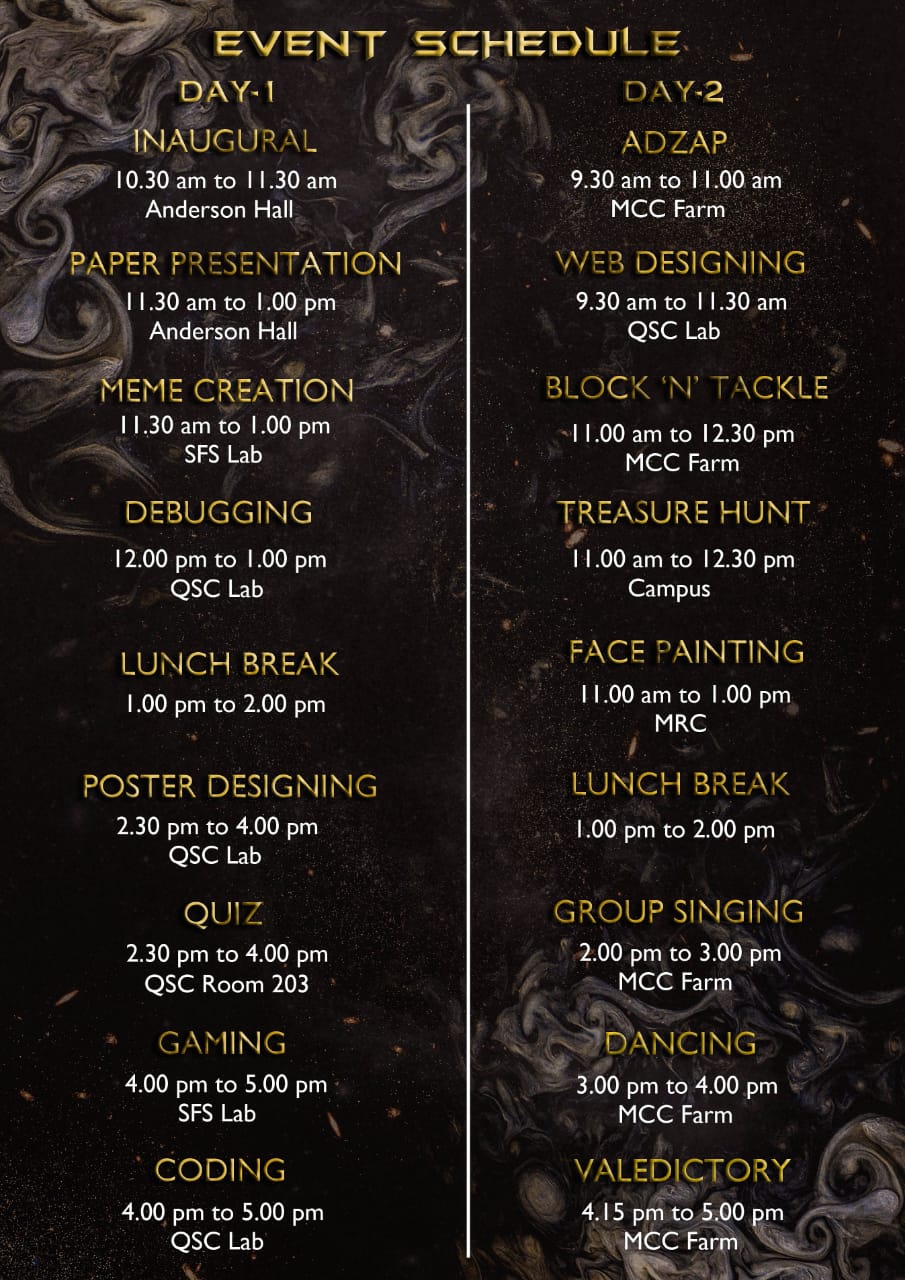 EVENT SCHEDULE
DAY-1
INAUGURAL
10.30 am to 11.30 am
Anderson Hall
PAPER PRESENTATION
11.30 am to 1.00 pm
Anderson Hall
MEME CREATION
11.30 am to 1.00 pm
SFS Lab
DEBUGGING
12.00 pm to 1.00 pm
QSC Lab
LUNCH BREAK
1.00 pm to 2.00 pm
POSTER DESIGNING
2.30 pm to 4.00 pm
QSC Lab
QUIZ
2.30 pm to 4.00 pm
QSC Room 203
GAMING
4.00 pm to 5.00 pm
SFS Lab
CODING
4.00 pm to 5.00 pm
QSC Lab
DAY-2
ADZAP
9.30 am to 11.00 am
MCC Farm
WEB DESIGNING
9.30 am to 11.30 am
QSC Lab
BLOCK ‘N’ TACKLE
11.00 am to 12.30 pm
MCC Farm
TREASURE HUNT
11.00 am to 12.30 pm
Campus
FACE PAINTING
11.00 am to 1.00 pm
MRC
LUNCH BREAK
1.00 pm to 2.00 pm
GROUP SINGING
2.00 pm to 3.00 pm
MCC Farm
DANCING
3.00 pm to 4.00 pm
MCC Farm
VALEDICTORY
4.15 pm to 5.00 pm
MCC Farm